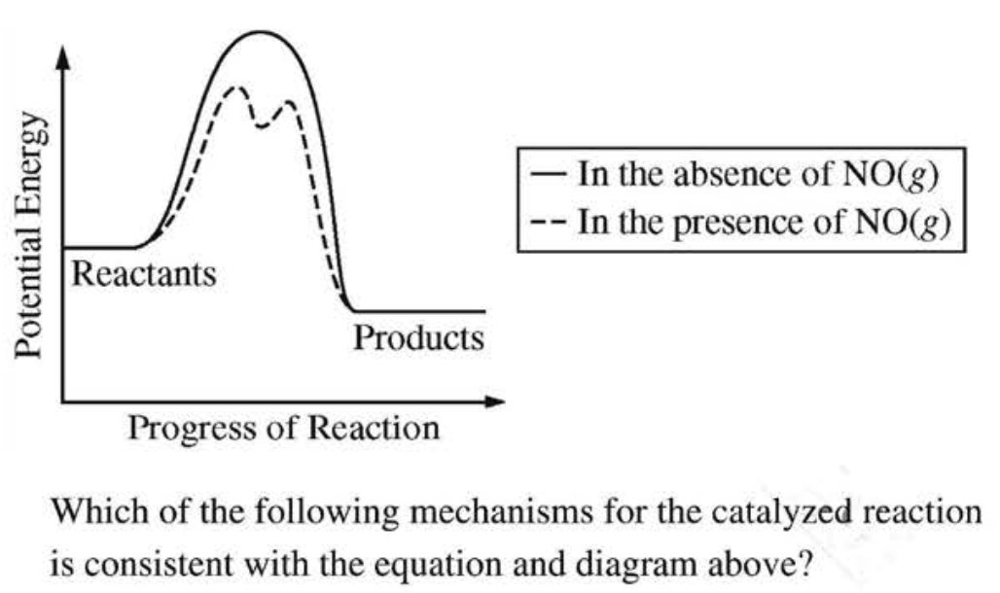 Potential Energy
Reactants
Products
Progress of Reaction
In the absence of NO(g)
In the presence of NO(g)
Which of the following mechanisms for the catalyzed reaction
is consistent with the equation and diagram above?